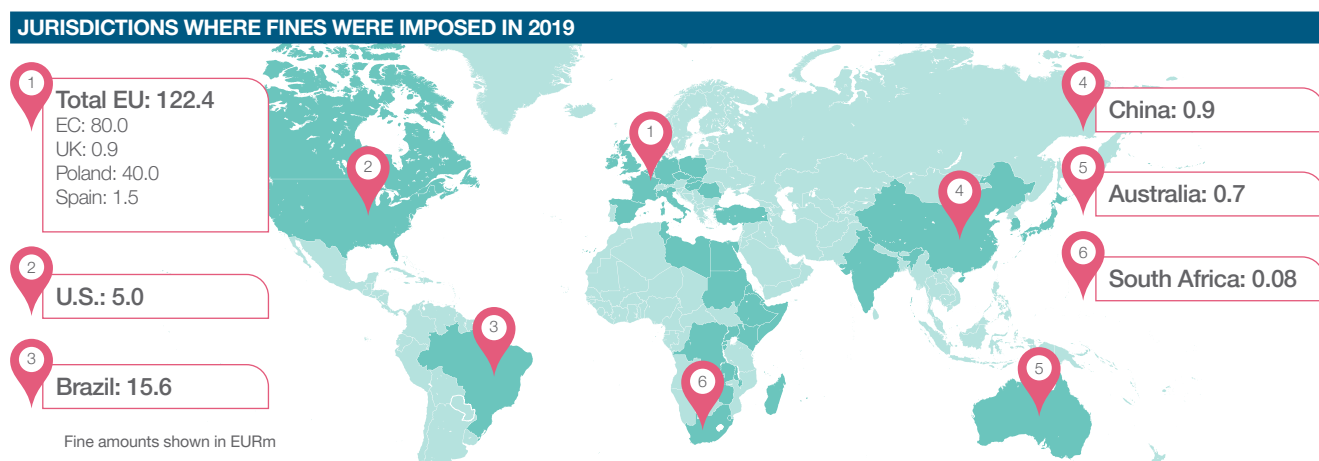 JURISDICTIONS WHERE FINES WERE IMPOSED IN 2019
1
Total EU: 122.4
EC: 80.0
UK: 0.9
Poland: 40.0
Spain: 1.5
2
U.S.: 5.0
3
Brazil: 15.6
Fine amounts shown in EURm
1
2
3
4
5
6
4
China: 0.9
5
Australia: 0.7
6
South Africa: 0.08